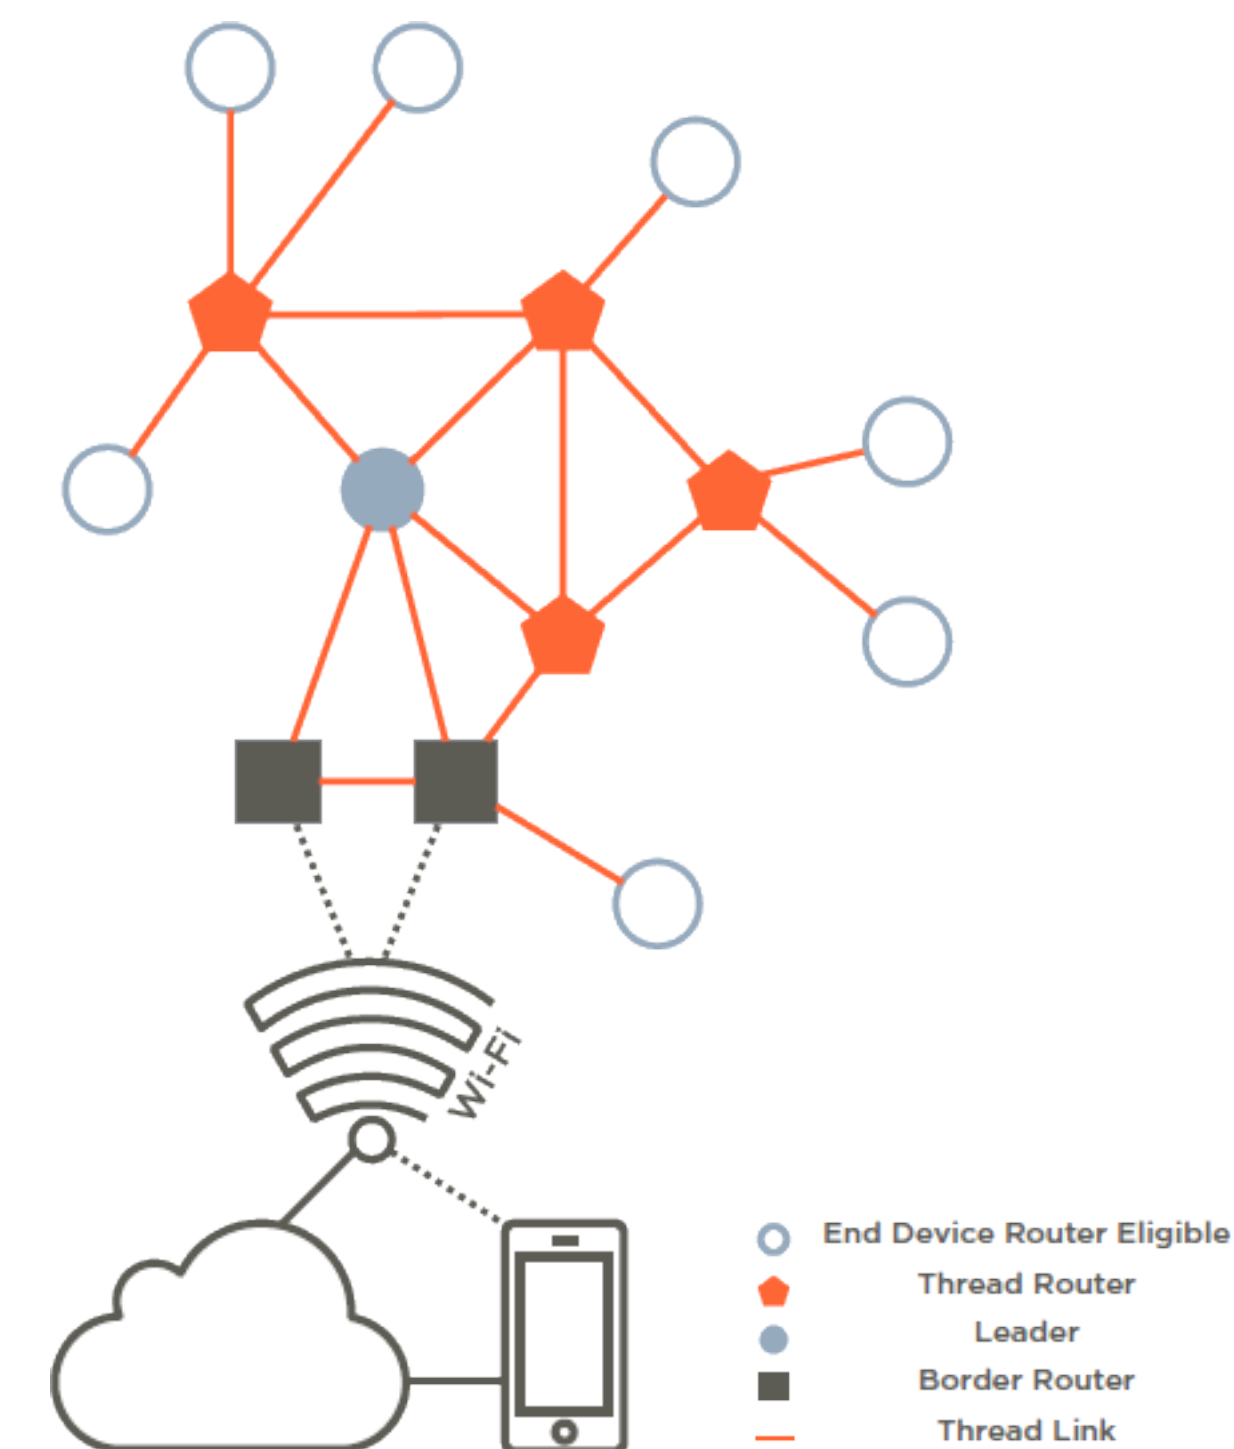 Wi-Fi
End Device Router Eligible
Thread Router
Leader
Border Router
Thread Link